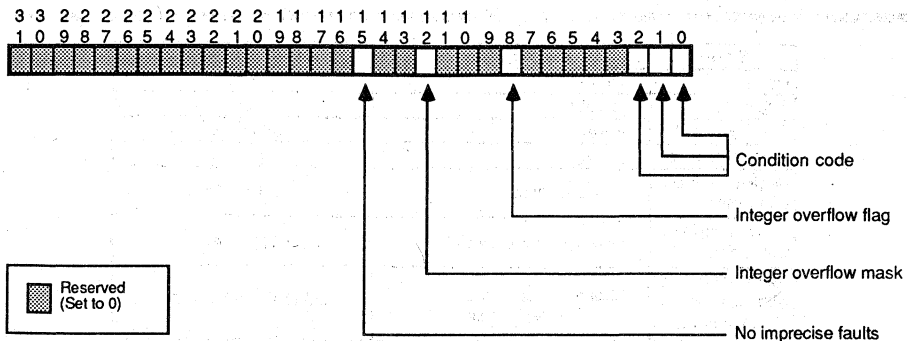 3 3 2 2 2 2 2 2 2 2 2 2 1 1 1 1 1 1 1 1 1 1
1 0 9 8 7 6 5 4 3 2 1 0 9 8 7 6 5 4 3 2 1 0 9 8 7 6 5 4 3 2 1 0
Condition code
Integer overflow flag
Integer overflow mask
No imprecise faults
Reserved
(Set to 0)